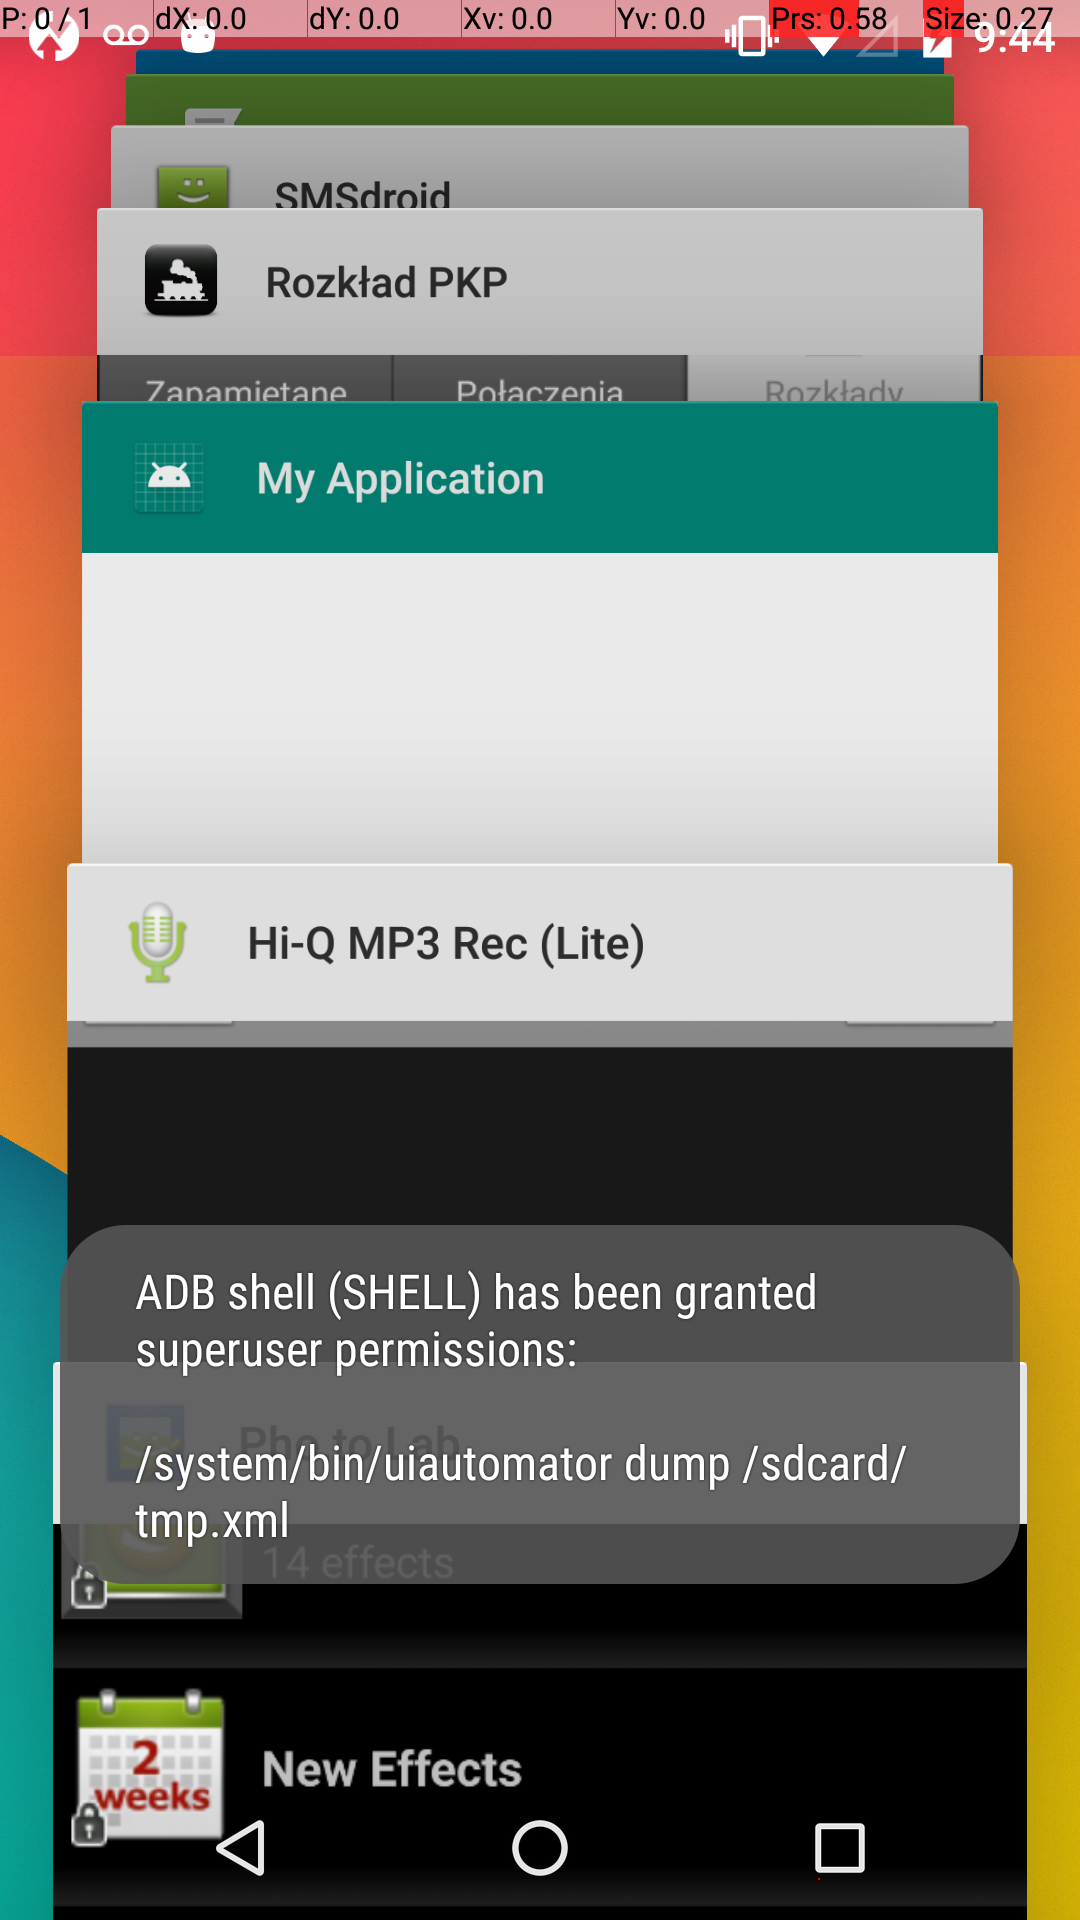 P: 0 / 1 dX: 0.0 dY: 0.0 Xv: 0.0 Yv: 0.0 Prs: 0.58 Size: 0.27
9:44
SMSdroid
Rozkład PKP
Zapamiętane Połączenia Rozkłady
My Application
Hi-Q MP3 Rec (Lite)
ADB shell (SHELL) has been granted
superuser permissions:
Pho.to Lab
/system/bin/uiautomator dump /sdcard/
tmp.xml
14 effects
2
weeks
New Effects